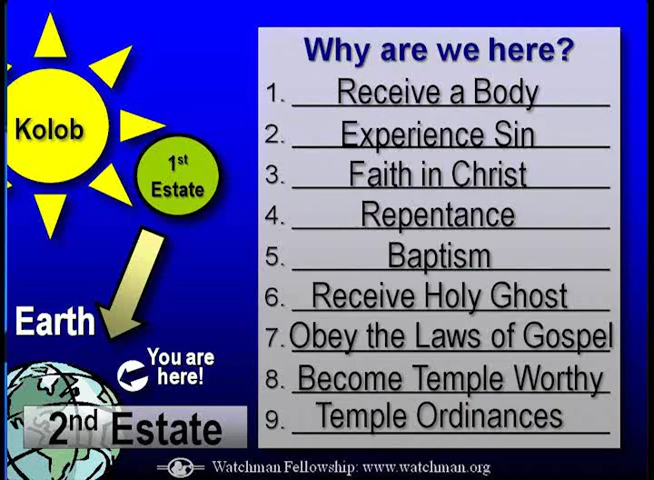 Why are we here?
1. Receive a Body
2. Experience Sin
3. Faith in Christ
4. Repentance
5. Baptism
6. Receive Holy Ghost
7. Obey the Laws of Gospel
8. Become Temple Worthy
9. Temple Ordinances
Kolob
1st
Estate
Earth
You are
here!
2nd Estate
Watchman Fellowship: www.watchman.org